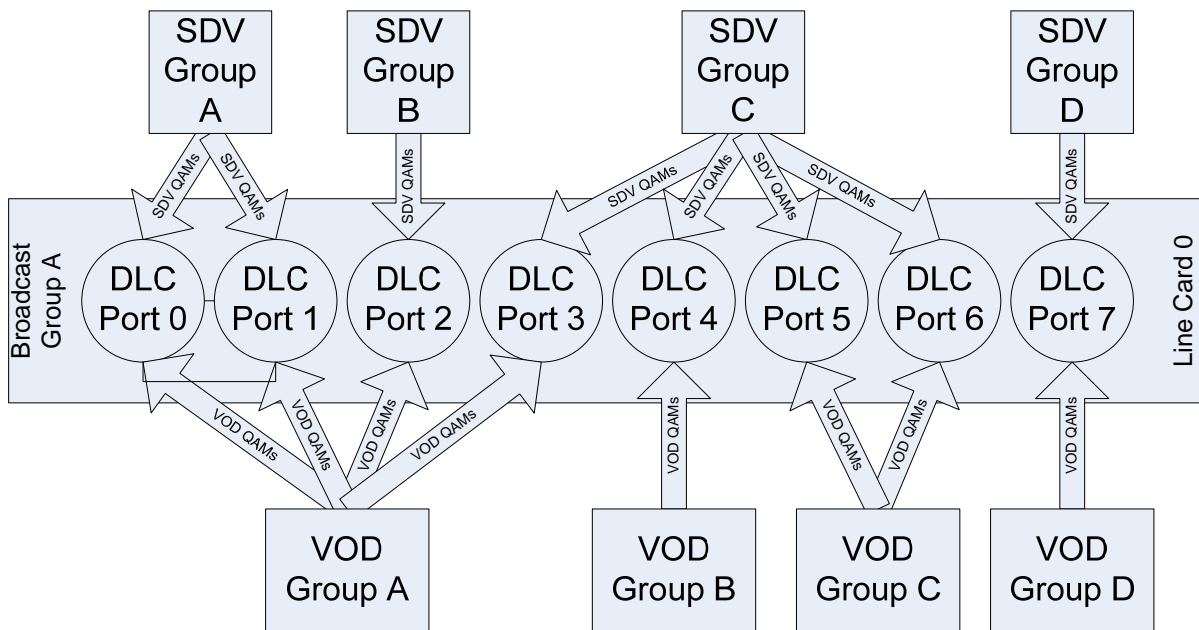 SDV
Group
A
SDV
Group
B
SDV
Group
C
SDV
Group
D
SDV QAMs
SDV QAMs
SDV QAMs
SDV QAMs
SDV QAMs
SDV QAMs
SDV QAMs
SDV QAMs
Broadcast
Group A
DLC
Port 0
DLC
Port 1
DLC
Port 2
DLC
Port 3
DLC
Port 4
DLC
Port 5
DLC
Port 6
DLC
Port 7
Line Card 0
VOD QAMs
VOD QAMs
VOD QAMs
VOD QAMs
VOD QAMs
VOD QAMs
VOD QAMs
VOD QAMs
VOD
Group A
VOD
Group B
VOD
Group C
VOD
Group D